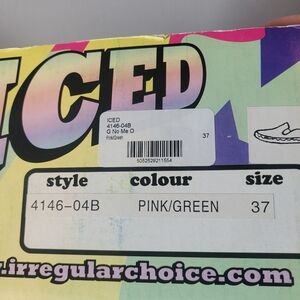 ICED
ICED
4146-04B
G No Me O
Pink/Green
37
5052529211554
style colour size
4146-04B PINK/GREEN 37
.irregularchoice.com